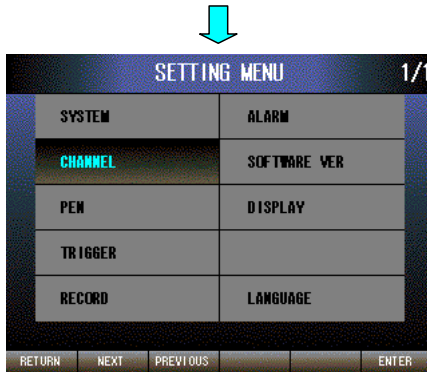 SETTING MENU 1/1
SYSTEM ALARM
CHANNEL SOFTWARE VER
PEN DISPLAY
TRIGGER
RECORD LANGUAGE
RETURN NEXT PREVIOUS ENTER